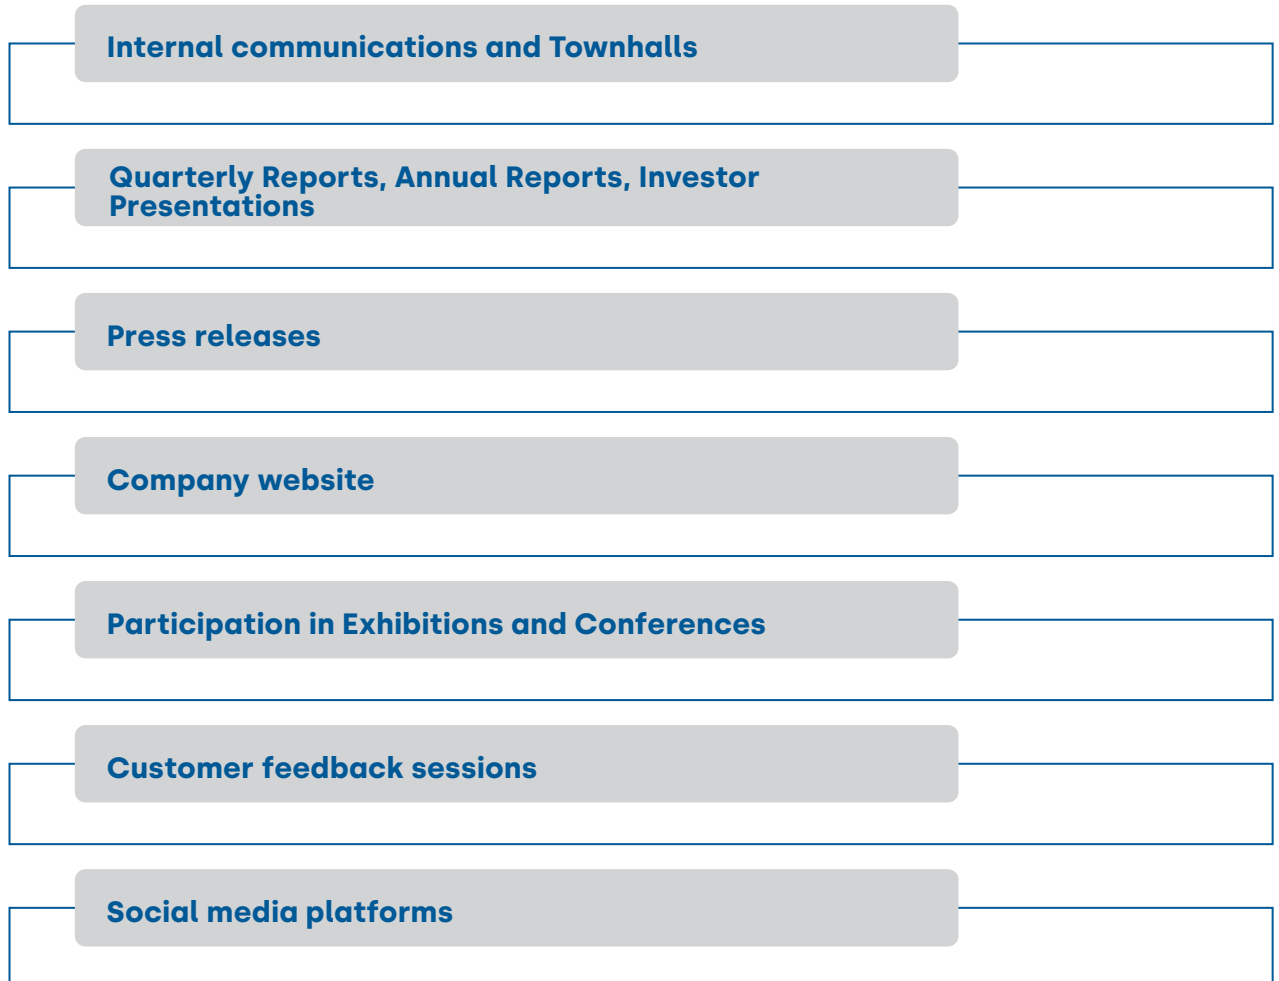 Internal communications and Townhalls
Quarterly Reports, Annual Reports, Investor
Presentations
Press releases
Company website
Participation in Exhibitions and Conferences
Customer feedback sessions
Social media platforms